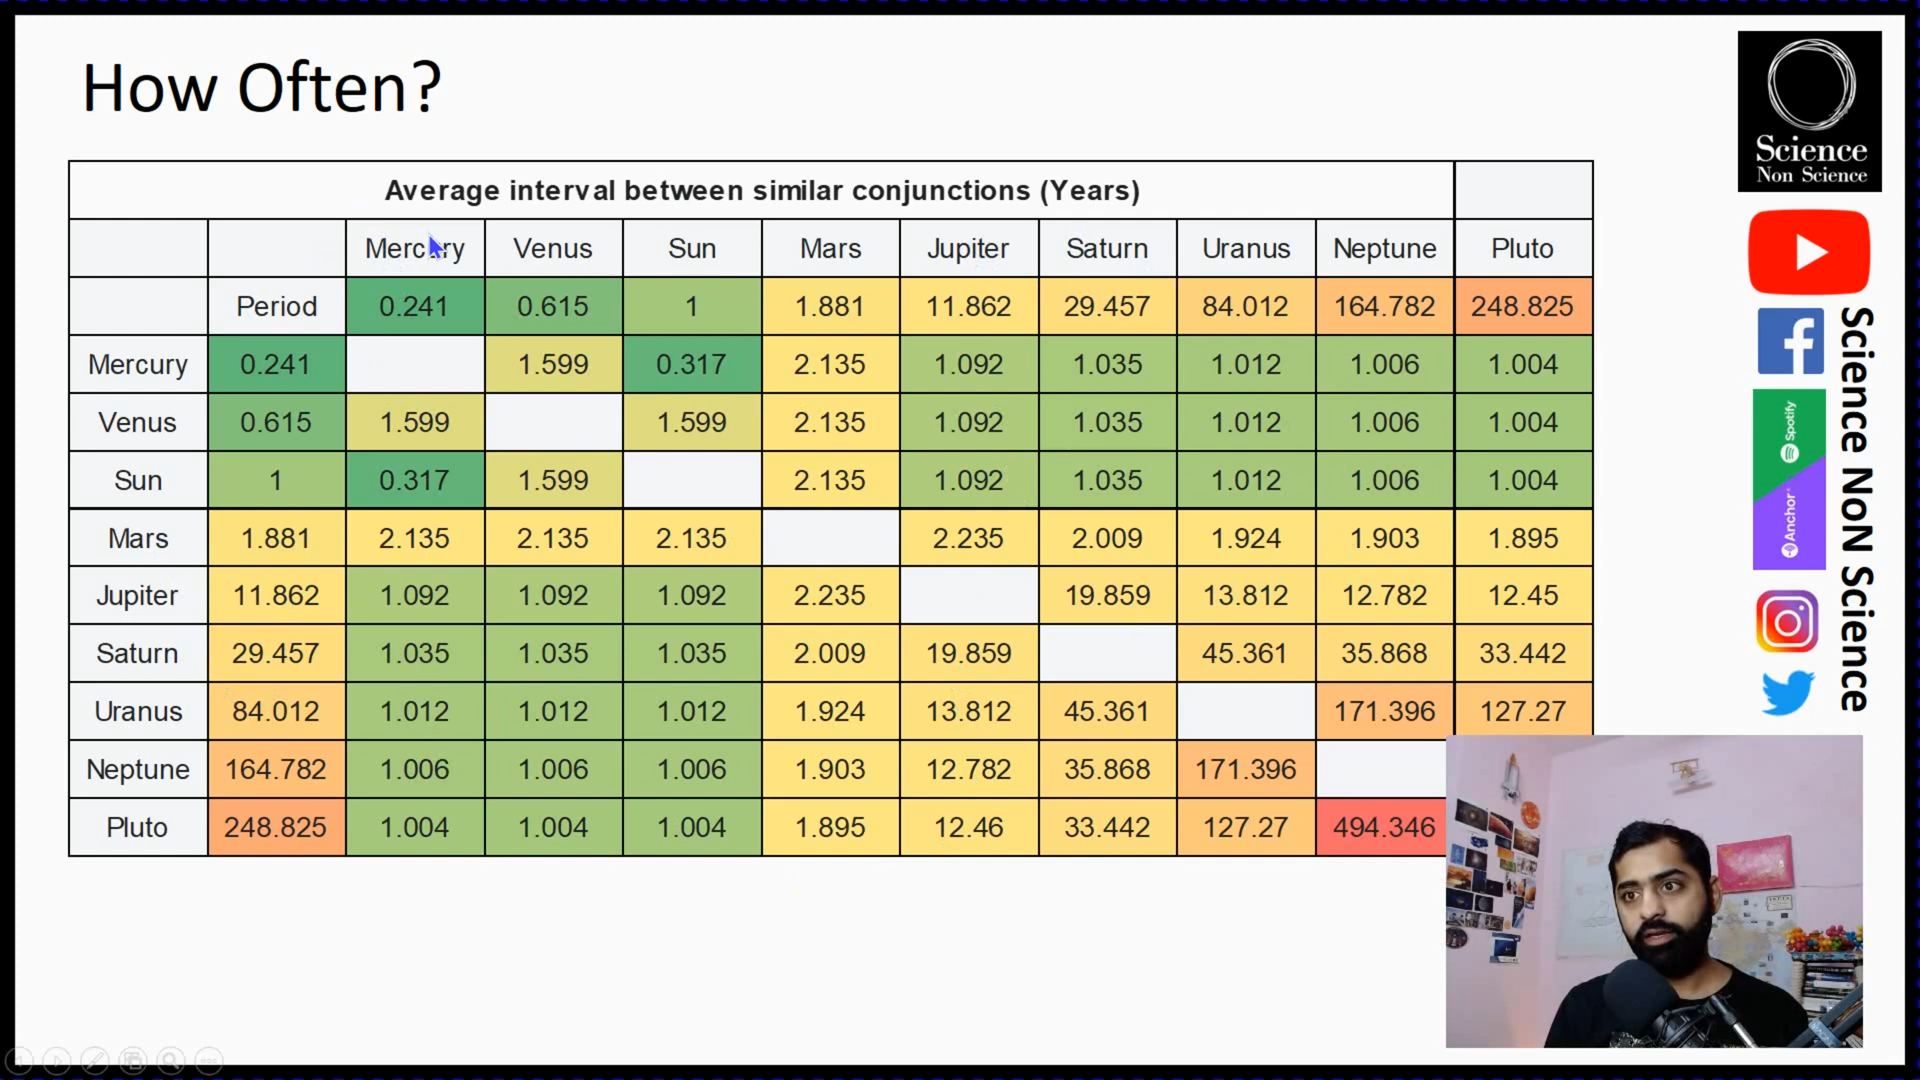 How Often?
Average interval between similar conjunctions (Years)
Mercury Venus Sun Mars Jupiter Saturn Uranus Neptune Pluto
Period 0.241 0.615 1 1.881 11.862 29.457 84.012 164.782 248.825
Mercury 0.241 1.599 0.317 2.135 1.092 1.035 1.012 1.006 1.004
Venus 0.615 1.599 1.599 2.135 1.092 1.035 1.012 1.006 1.004
Sun 1 0.317 1.599 2.135 1.092 1.035 1.012 1.006 1.004
Mars 1.881 2.135 2.135 2.135 2.235 2.009 1.924 1.903 1.895
Jupiter 11.862 1.092 1.092 1.092 2.235 19.859 13.812 12.782 12.45
Saturn 29.457 1.035 1.035 1.035 2.009 19.859 45.361 35.868 33.442
Uranus 84.012 1.012 1.012 1.012 1.924 13.812 45.361 171.396 127.27
Neptune 164.782 1.006 1.006 1.006 1.903 12.782 35.868 171.396
Pluto 248.825 1.004 1.004 1.004 1.895 12.46 33.442 127.27 494.346
Science
Non Science
Spotify
Anchor
Science NoN Science